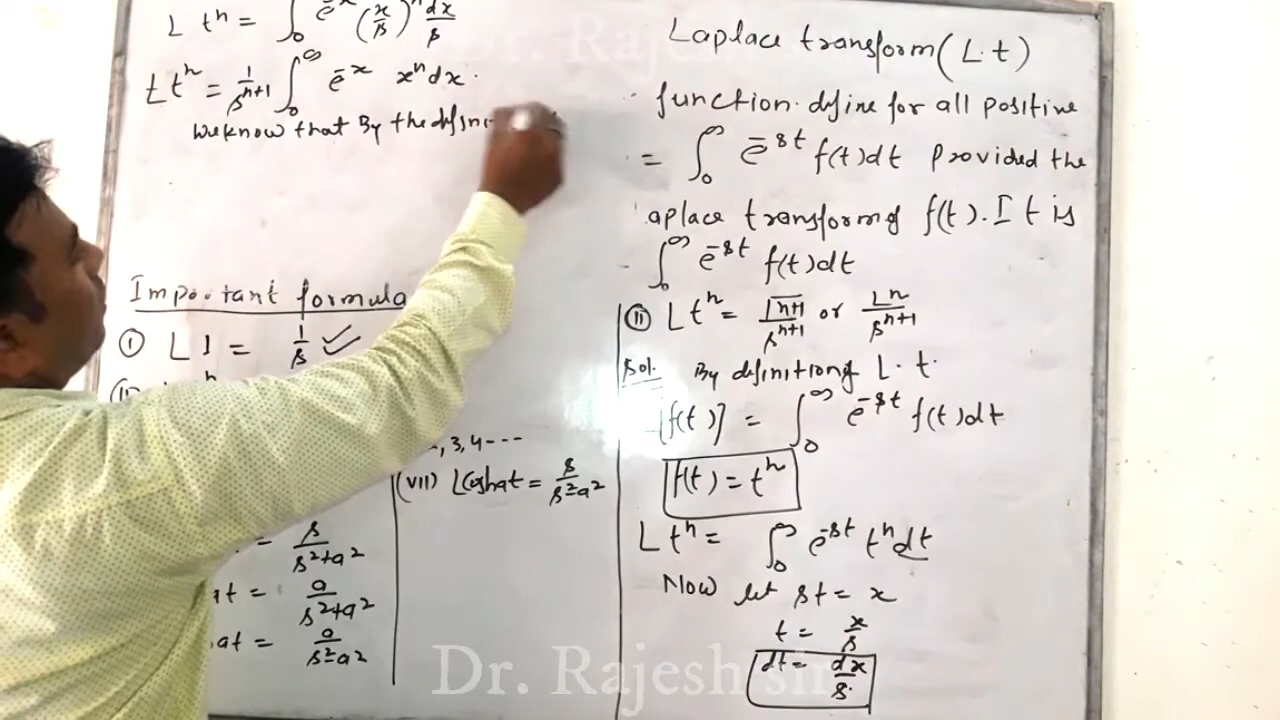 L tⁿ = ∫₀ e⁻ˣ (x/s)ⁿ dx/s
L tⁿ = 1/sⁿ⁺¹ ∫₀^∞ e⁻ˣ xⁿ dx.
We know that By the defini
Important formula
(i) L 1 = 1/s ✓
, 3, 4 ---
(VII) L Coshat = s/s²-a²
= s/s²+a²
at = a/s²+a²
at = a/s²-a²
Laplace transform (L.t)
function define for all positive
= ∫₀^∞ e⁻ˢᵗ f(t)dt Provided the
aplace transform of f(t). It is
∫₀^∞ e⁻ˢᵗ f(t)dt
(ii) L tⁿ = Γn+1/sⁿ⁺¹ or ∟n/sⁿ⁺¹
Sol. By definition of L.t.
[f(t)] = ∫₀^∞ e⁻ˢᵗ f(t)dt
f(t) = tⁿ
L tⁿ = ∫₀^∞ e⁻ˢᵗ tⁿ dt
Now let st = x
t = x/s
dt = dx/s.
Dr. Rajesh sir